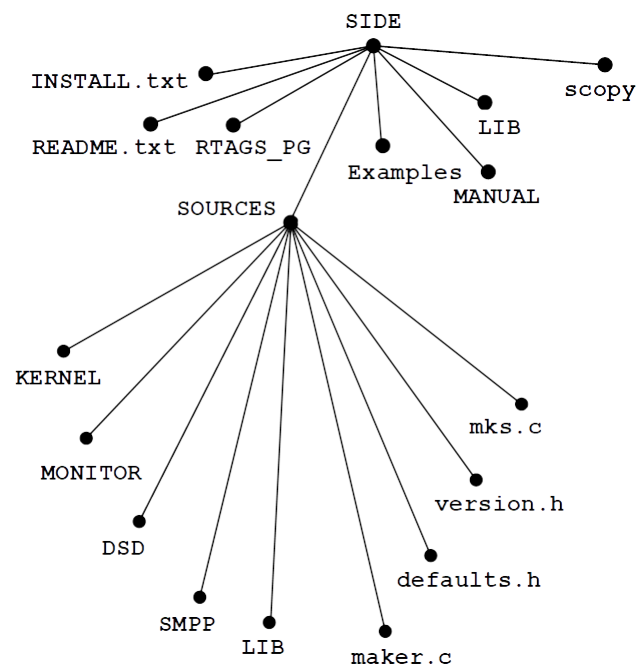 SIDE
INSTALL.txt
scopy
README.txt
RTAGS_PG
LIB
Examples
MANUAL
SOURCES
KERNEL
mks.c
MONITOR
version.h
DSD
defaults.h
SMPP
LIB
maker.c